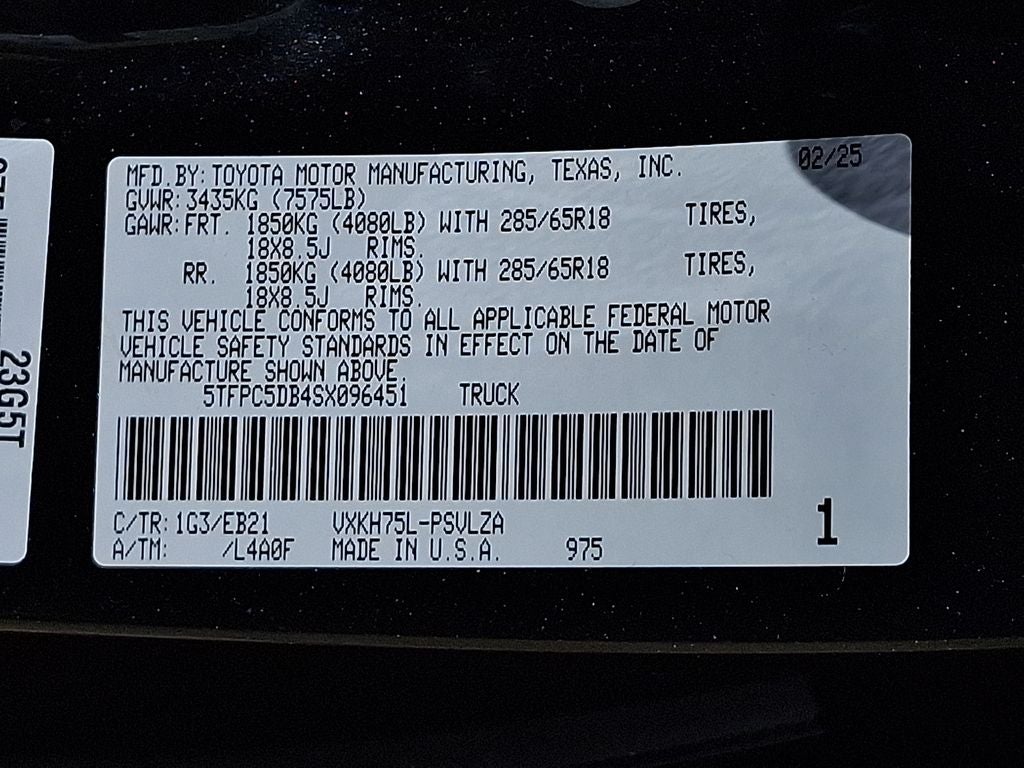 MFD.BY:TOYOTA MOTOR MANUFACTURING, TEXAS, INC. 02/25
GVWR:3435KG (7575LB)
GAWR:FRT. 1850KG (4080LB) WITH 285/65R18 TIRES,
18X8.5J RIMS.
RR. 1850KG (4080LB) WITH 285/65R18 TIRES,
18X8.5J RIMS.
THIS VEHICLE CONFORMS TO ALL APPLICABLE FEDERAL MOTOR
VEHICLE SAFETY STANDARDS IN EFFECT ON THE DATE OF
MANUFACTURE SHOWN ABOVE.
5TFPC5DB4SX096451 TRUCK
C/TR:1G3/EB21 VXKH75L-PSVLZA
A/TM: /L4A0F MADE IN U.S.A. 975
1
23G5T